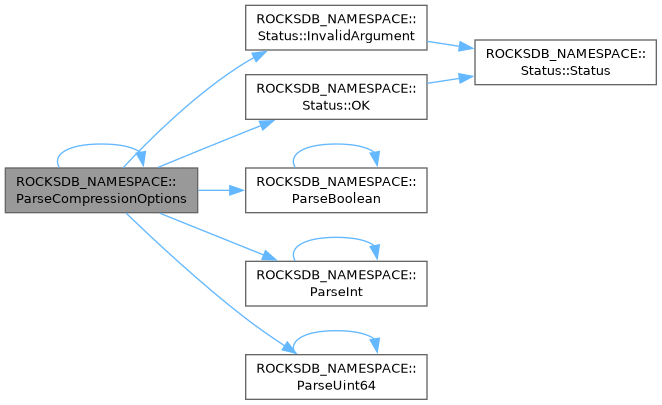 ROCKSDB_NAMESPACE::
Status::InvalidArgument
ROCKSDB_NAMESPACE::
Status::Status
ROCKSDB_NAMESPACE::
Status::OK
ROCKSDB_NAMESPACE::
ParseCompressionOptions
ROCKSDB_NAMESPACE::
ParseBoolean
ROCKSDB_NAMESPACE::
ParseInt
ROCKSDB_NAMESPACE::
ParseUint64